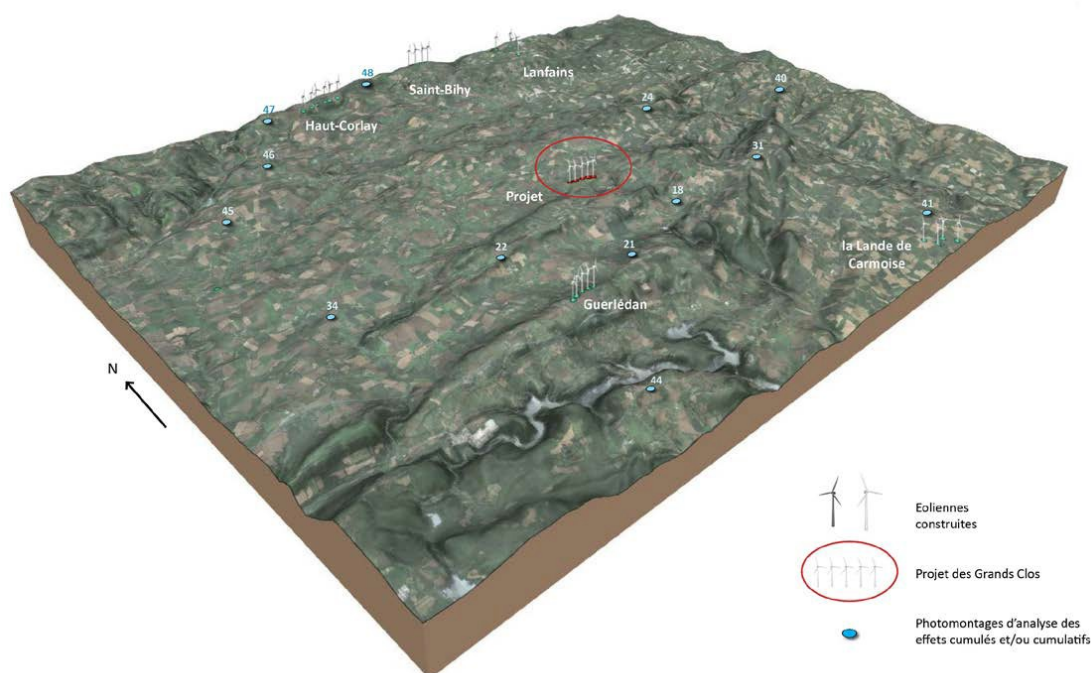 48
Saint-Bihy
Lanfains
40
24
47
Haut-Corlay
46
31
Projet
18
45
41
la Lande de
Carmoise
22
21
Guerlédan
34
N
44
Eoliennes
construites
Projet des Grands Clos
Photomontages d'analyse des
effets cumulés et/ou cumulatifs